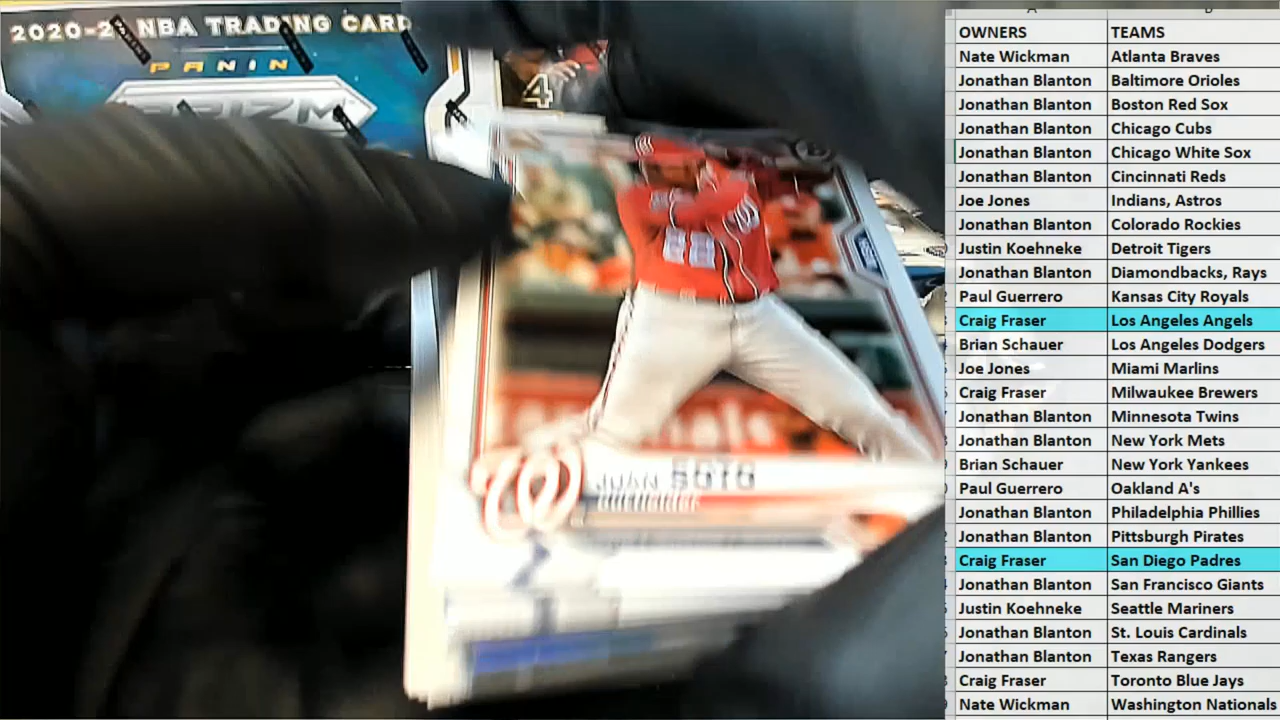 2020-2 NBA TRADING CARD
PANIN
PRIZM
4
JUAN SOTO
OUTFIELDER
OWNERS TEAMS
Nate Wickman Atlanta Braves
Jonathan Blanton Baltimore Orioles
Jonathan Blanton Boston Red Sox
Jonathan Blanton Chicago Cubs
Jonathan Blanton Chicago White Sox
Jonathan Blanton Cincinnati Reds
Joe Jones Indians, Astros
Jonathan Blanton Colorado Rockies
Justin Koehneke Detroit Tigers
Jonathan Blanton Diamondbacks, Rays
Paul Guerrero Kansas City Royals
Craig Fraser Los Angeles Angels
Brian Schauer Los Angeles Dodgers
Joe Jones Miami Marlins
Craig Fraser Milwaukee Brewers
Jonathan Blanton Minnesota Twins
Jonathan Blanton New York Mets
Brian Schauer New York Yankees
Paul Guerrero Oakland A's
Jonathan Blanton Philadelphia Phillies
Jonathan Blanton Pittsburgh Pirates
Craig Fraser San Diego Padres
Jonathan Blanton San Francisco Giants
Justin Koehneke Seattle Mariners
Jonathan Blanton St. Louis Cardinals
Jonathan Blanton Texas Rangers
Craig Fraser Toronto Blue Jays
Nate Wickman Washington Nationals